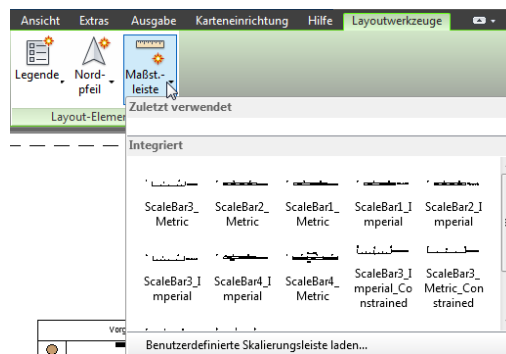 Ansicht Extras Ausgabe Karteneinrichtung Hilfe Layoutwerkzeuge
Legende Nord-pfeil Maßst.-leiste
Layout-Elemen
Zuletzt verwendet
Integriert
ScaleBar3_ ScaleBar2_ ScaleBar1_ ScaleBar1_I ScaleBar2_I
Metric Metric Metric mperial mperial
ScaleBar3_I ScaleBar4_I ScaleBar4_ ScaleBar3_I ScaleBar3_
mperial mperial Metric mperial_Co Metric_Con
nstrained strained
Vorg
Benutzerdefinierte Skalierungsleiste laden...